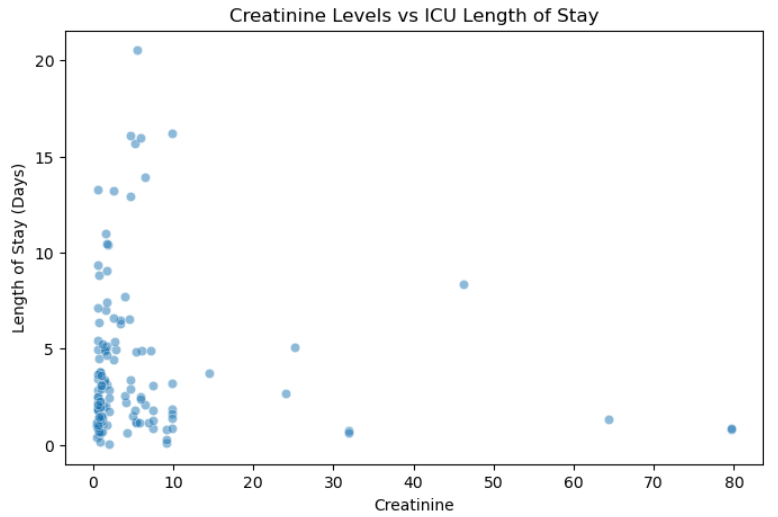 Creatinine Levels vs ICU Length of Stay
20
15
10
5
0
Length of Stay (Days)
0 10 20 30 40 50 60 70 80
Creatinine